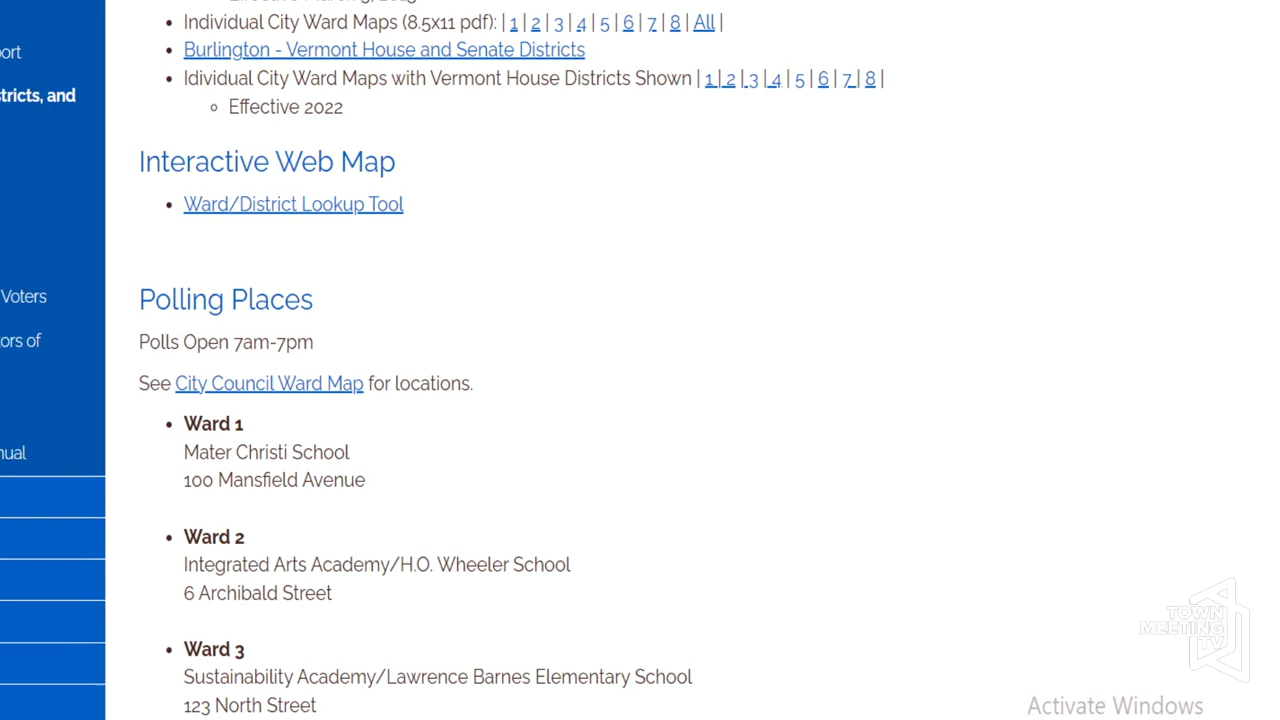 Individual City Ward Maps (8.5x11 pdf): | 1 | 2 | 3 | 4 | 5 | 6 | 7 | 8 | All |
ort
Burlington - Vermont House and Senate Districts
Idividual City Ward Maps with Vermont House Districts Shown | 1 | 2 | 3 | 4 | 5 | 6 | 7 | 8 |
tricts, and
Effective 2022
Interactive Web Map
Ward/District Lookup Tool
Voters
Polling Places
ors of
Polls Open 7am-7pm
See City Council Ward Map for locations.
Ward 1
nual
Mater Christi School
100 Mansfield Avenue
Ward 2
Integrated Arts Academy/H.O. Wheeler School
6 Archibald Street
TOWN
MEETING
TV
Ward 3
Sustainability Academy/Lawrence Barnes Elementary School
123 North Street
Activate Windows